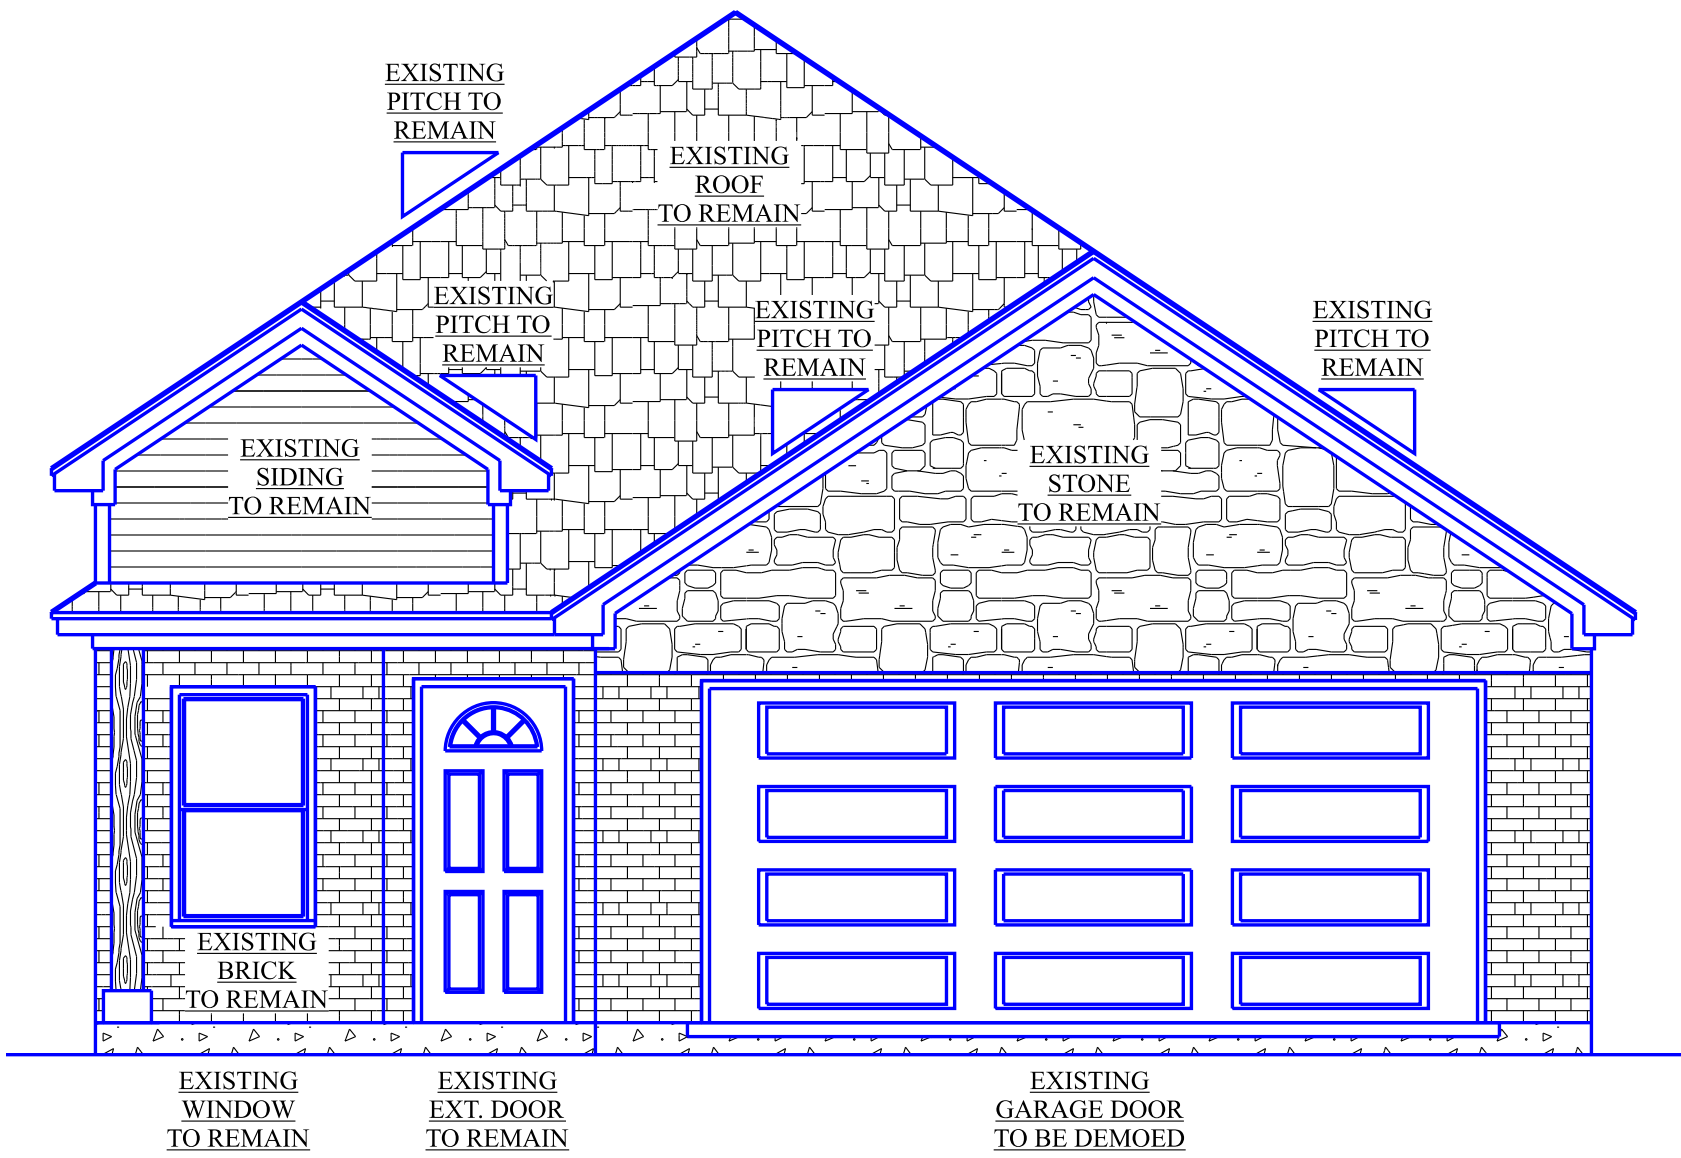 EXISTING
PITCH TO
REMAIN
EXISTING
ROOF
TO REMAIN
EXISTING
PITCH TO
REMAIN
EXISTING
PITCH TO
REMAIN
EXISTING
PITCH TO
REMAIN
EXISTING
SIDING
TO REMAIN
EXISTING
STONE
TO REMAIN
EXISTING
BRICK
TO REMAIN
EXISTING
WINDOW
TO REMAIN
EXISTING
EXT. DOOR
TO REMAIN
EXISTING
GARAGE DOOR
TO BE DEMOED